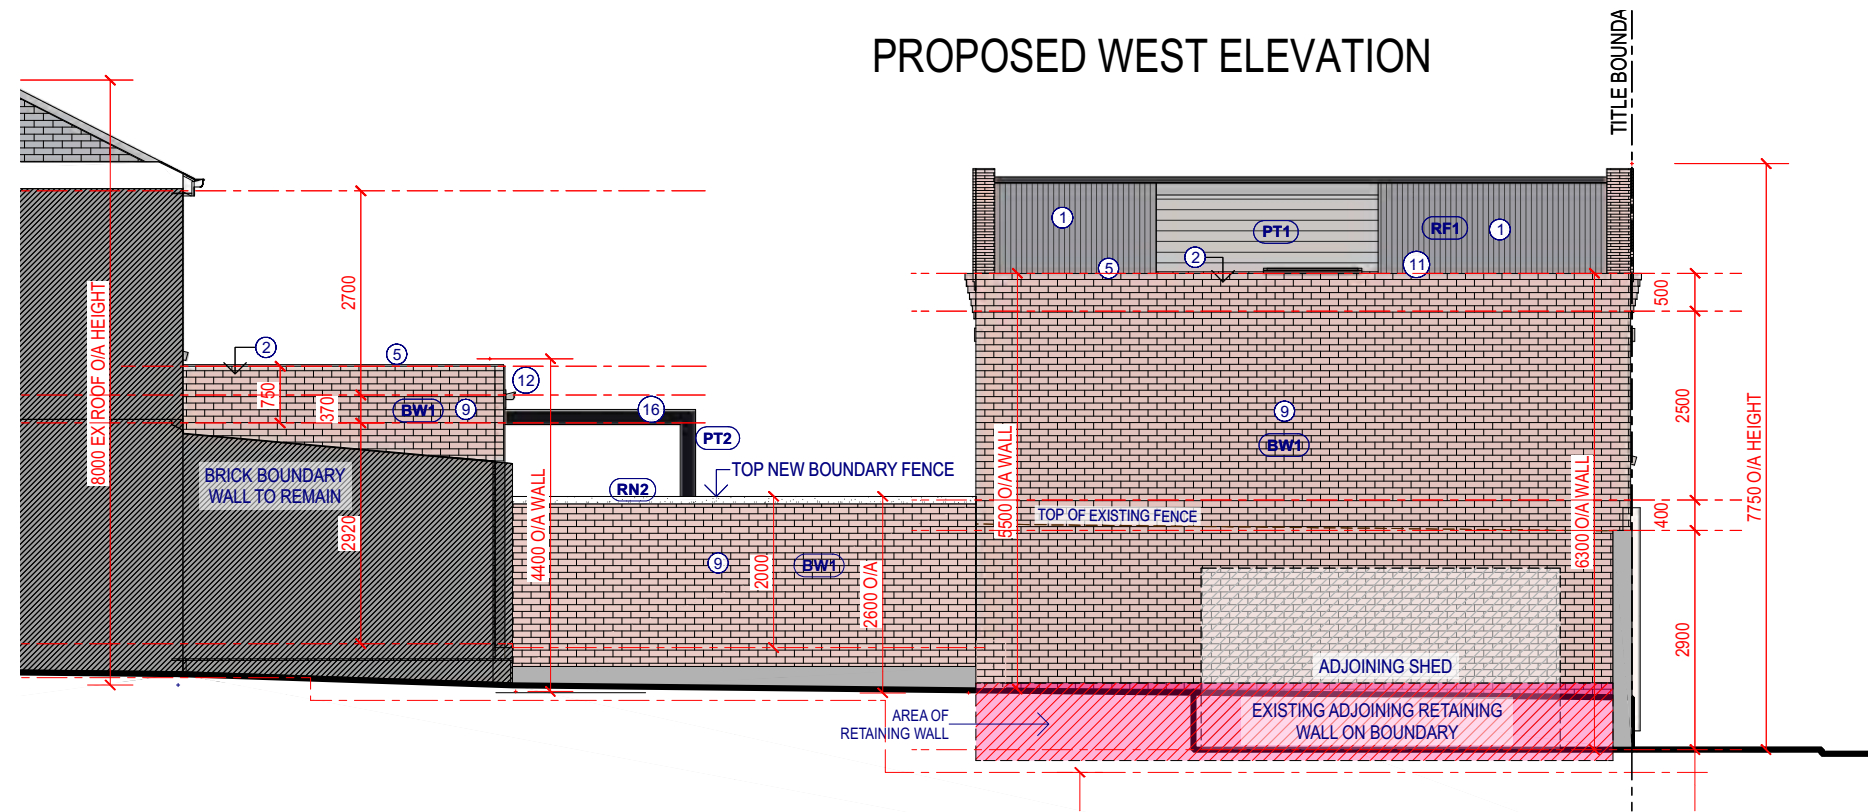 PROPOSED WEST ELEVATION
TITLE BOUNDA
8000 EX ROOF O/A HEIGHT
2700
2
5
750
370
12
BW1
9
16
PT2
BRICK BOUNDARY
WALL TO REMAIN
2920
4400 O/A WALL
RN2
TOP NEW BOUNDARY FENCE
9
2000
BW1
2600 O/A
1
PT1
RF1
1
5
2
11
500
9
BW1
2500
5500 O/A WALL
6300 O/A WALL
7750 O/A HEIGHT
TOP OF EXISTING FENCE
400
2900
ADJOINING SHED
AREA OF
RETAINING WALL
EXISTING ADJOINING RETAINING
WALL ON BOUNDARY